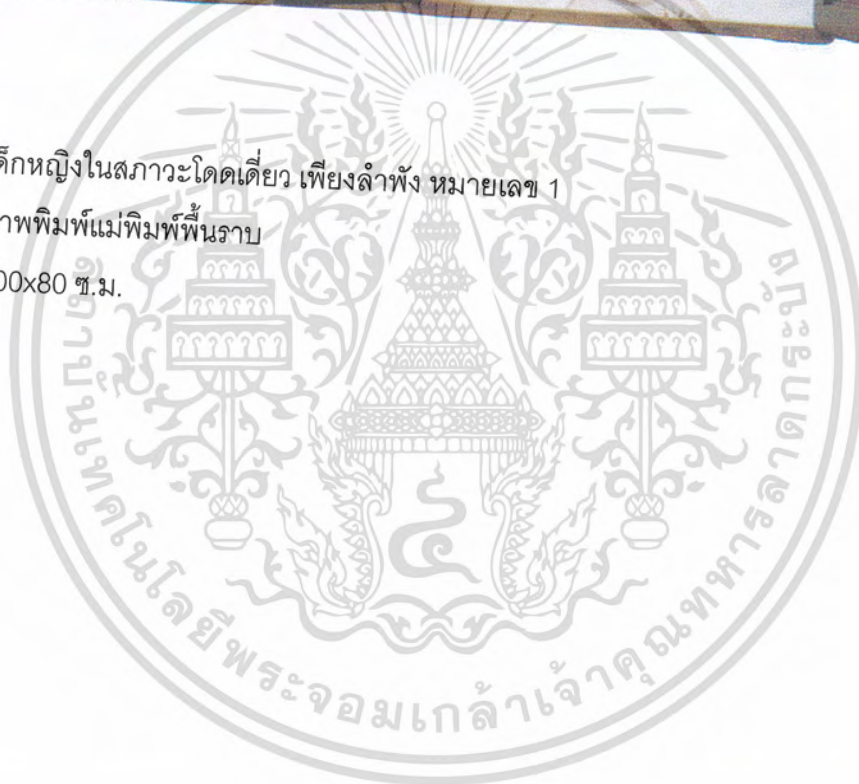 ด็กหญิงในสภาวะโดดเดี่ยว เพียงลำพัง หมายเลข 1
าพพิมพ์แม่พิมพ์พื้นราบ
00x80 ซ.ม.
สถาบันเทคโนโลยีพระจอมเกล้าเจ้าคุณทหารลาดกระบัง
๔